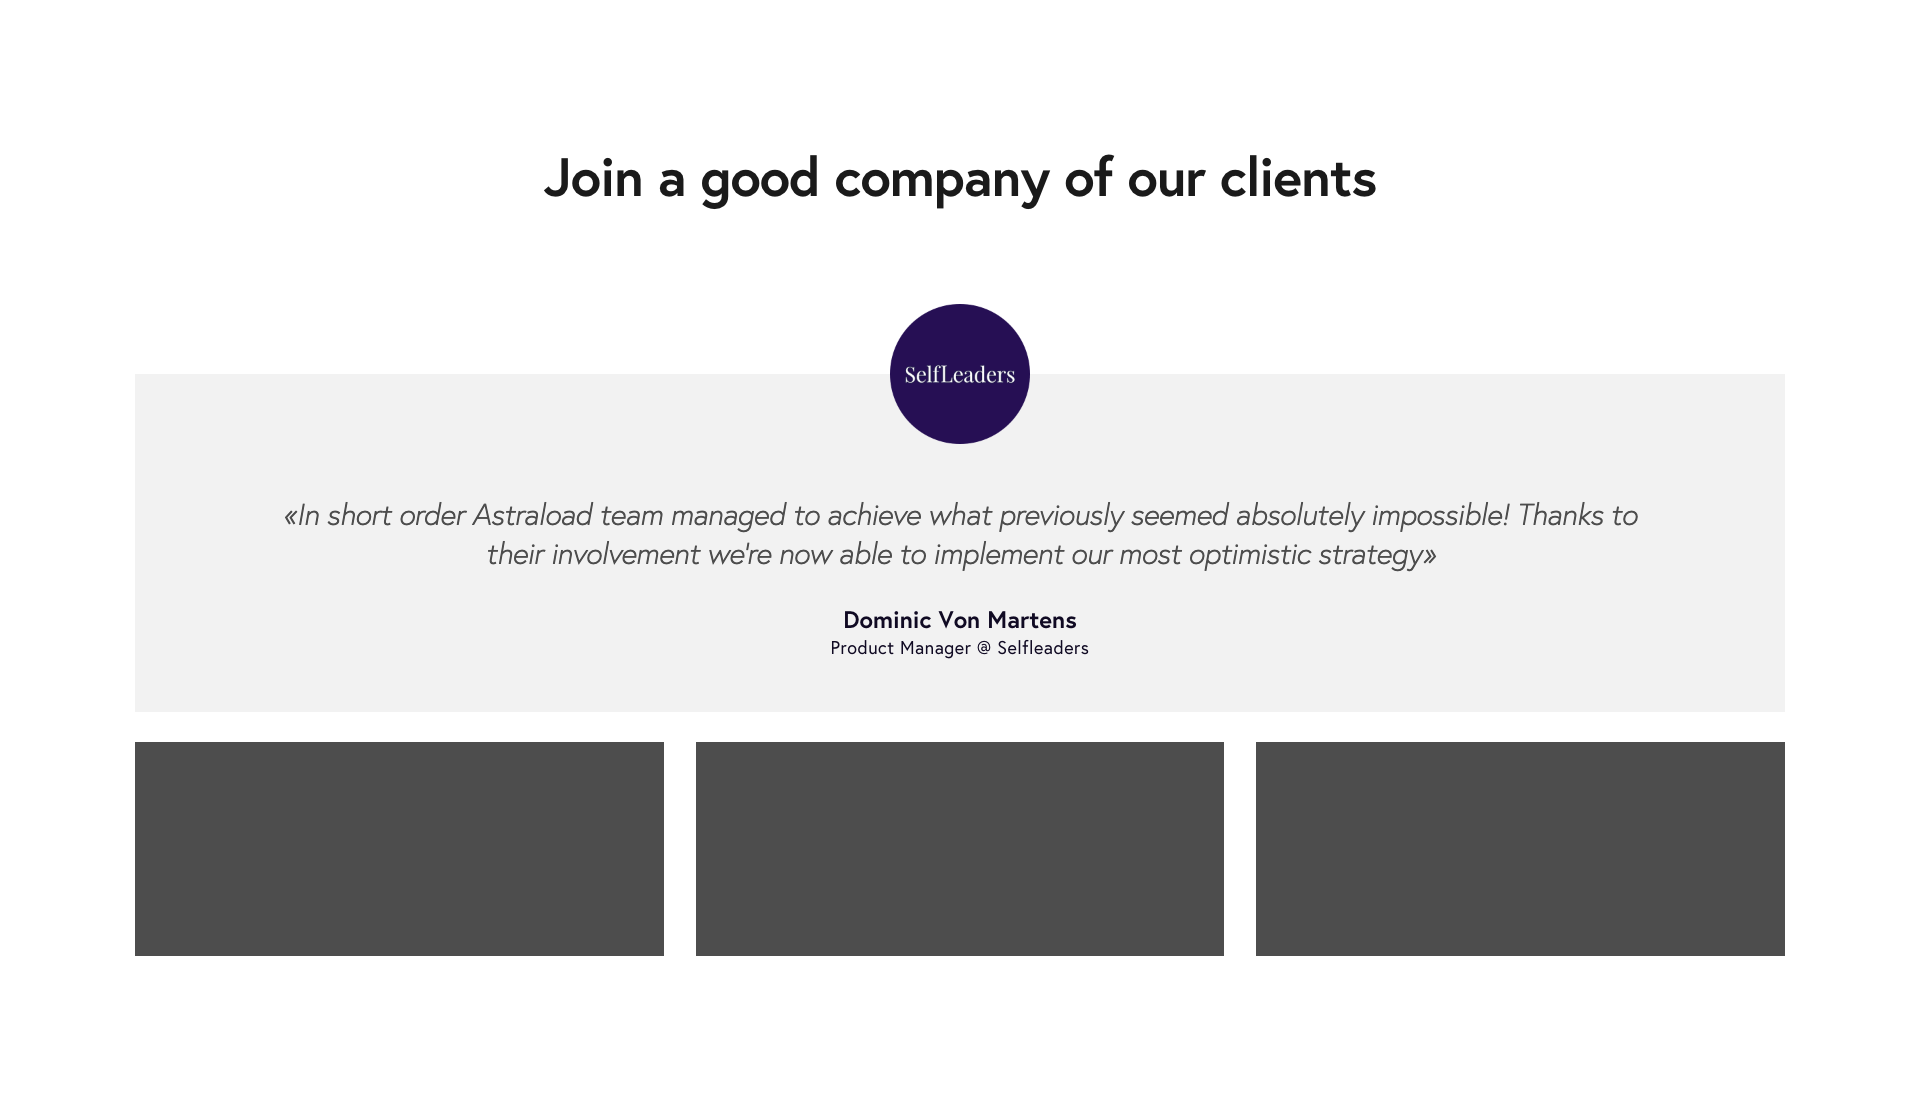 Join a good company of our clients
SelfLeaders
«In short order Astraload team managed to achieve what previously seemed absolutely impossible! Thanks to
their involvement we're now able to implement our most optimistic strategy»
Dominic Von Martens
Product Manager @ Selfleaders